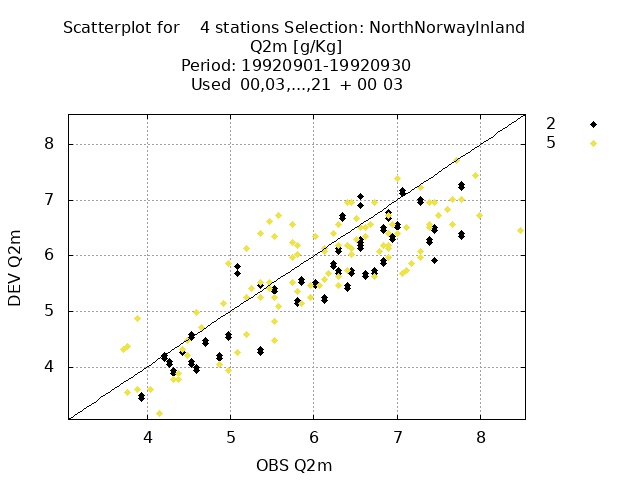 Scatterplot for    4 stations Selection: NorthNorwayInland
Q2m [g/Kg]
Period: 19920901-19920930
Used  00,03,...,21  + 00 03
2
5
8
7
6
5
4
DEV Q2m
4 5 6 7 8
OBS Q2m